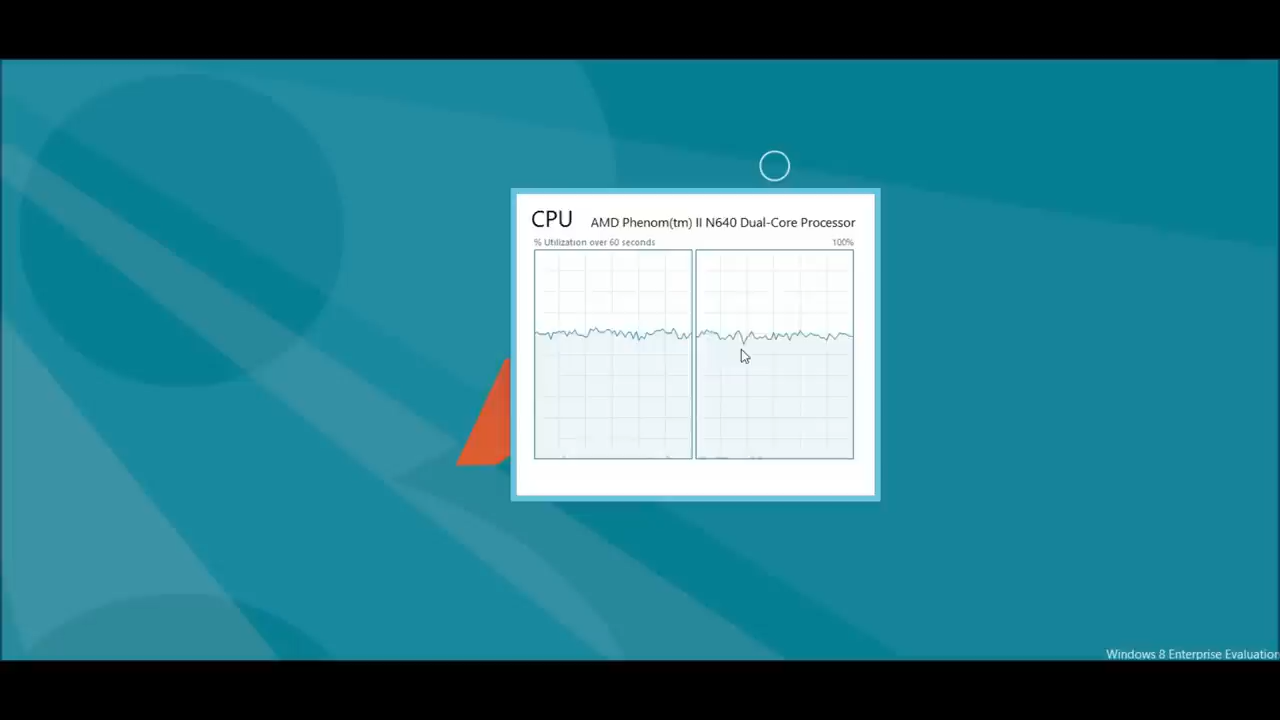 CPU AMD Phenom(tm) II N640 Dual-Core Processor
% Utilization over 60 seconds 100%
Windows 8 Enterprise Evaluation